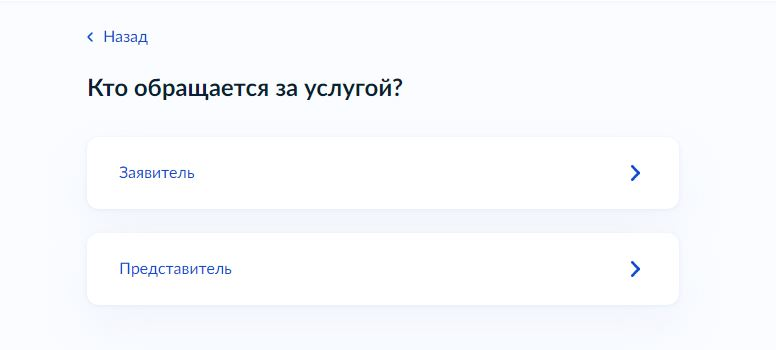 Назад
Кто обращается за услугой?
Заявитель
Представитель